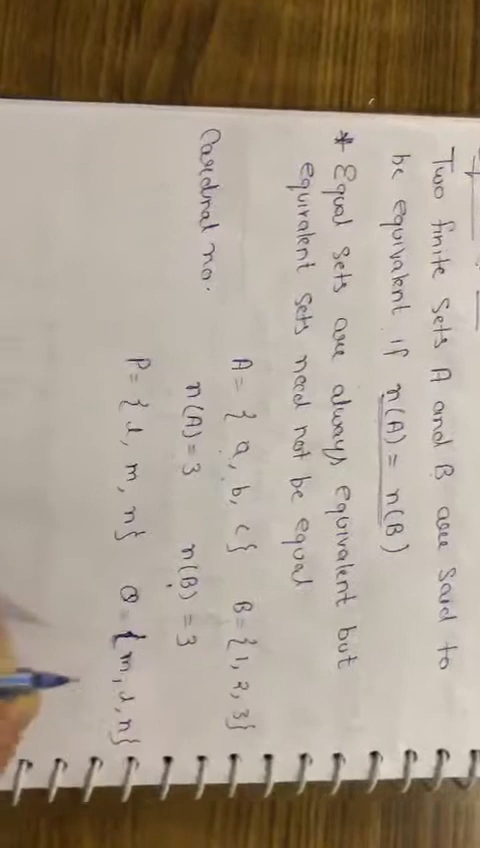 Two finite sets A and B are said to
be equivalent if n(A) = n(B)
* Equal sets are always equivalent but
equivalent sets need not be equal
Cardinal no.
A = { a, b, c} B = {1, 2, 3}
n(A) = 3 n(B) = 3
P = { l, m, n} Q = {m, l, n}